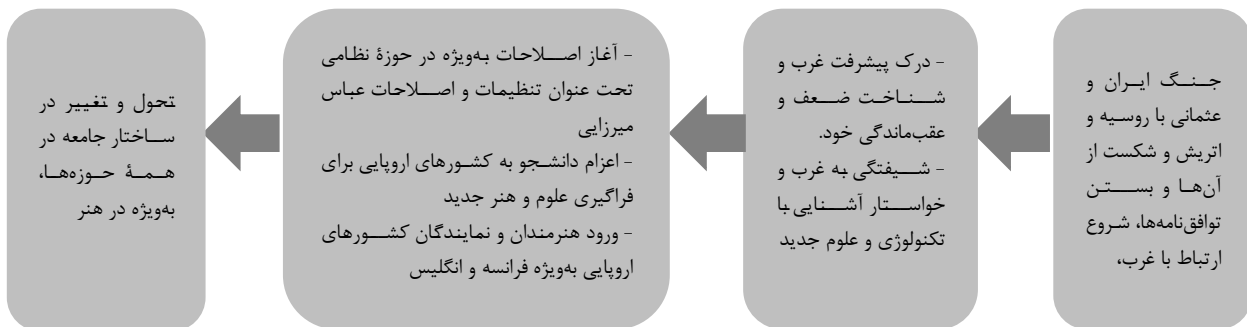 جنگ ایران و
عثمانی با روسیه و
اتریش و شکست از
آن‌ها و بستن
توافق‌نامه‌ها، شروع
ارتباط با غرب،
- درک پیشرفت غرب و
شناخت ضعف و
عقب‌ماندگی خود.
- شیفتگی به غرب و
خواستار آشنایی با
تکنولوژی و علوم جدید
- آغاز اصلاحات به‌ویژه در حوزهٔ نظامی
تحت عنوان تنظیمات و اصلاحات عباس
میرزایی
- اعزام دانشجو به کشورهای اروپایی برای
فراگیری علوم و هنر جدید
- ورود هنرمندان و نمایندگان کشورهای
اروپایی به‌ویژه فرانسه و انگلیس
تحول و تغییر در
ساختار جامعه در
همهٔ حوزه‌ها،
به‌ویژه در هنر